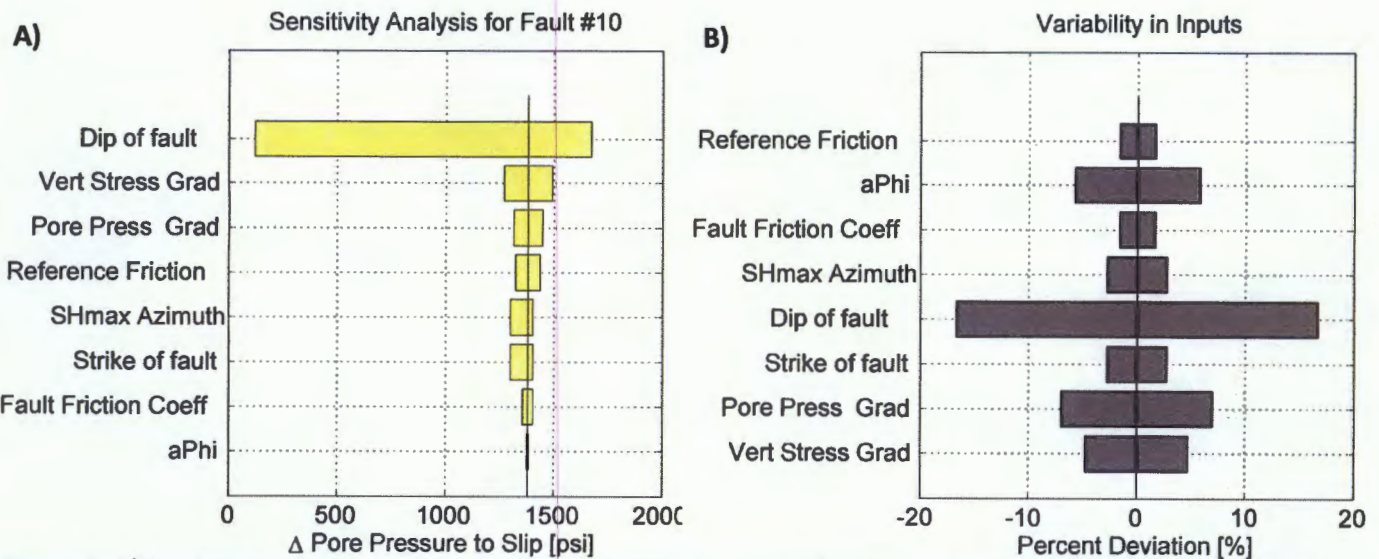 A)
Sensitivity Analysis for Fault #10
Dip of fault
Vert Stress Grad
Pore Press Grad
Reference Friction
SHmax Azimuth
Strike of fault
Fault Friction Coeff
aPhi
0 500 1000 1500 200
Δ Pore Pressure to Slip [psi]
B)
Variability in Inputs
Reference Friction
aPhi
Fault Friction Coeff
SHmax Azimuth
Dip of fault
Strike of fault
Pore Press Grad
Vert Stress Grad
-20 -10 0 10 20
Percent Deviation [%]